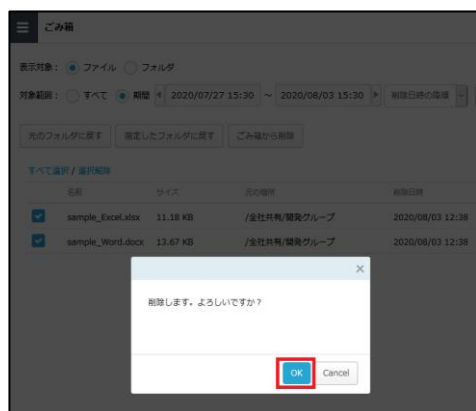 ごみ箱
表示対象: ファイル フォルダ
対象範囲: すべて 期間 2020/07/27 15:30 ~ 2020/08/03 15:30 削除日時の降順
元のフォルダに戻す 指定したフォルダに戻す ごみ箱から削除
すべて選択 / 選択解除
名前 サイズ 元の場所 削除日時
sample_Excel.xlsx 11.18 KB /全社共有/開発グループ 2020/08/03 12:38
sample_Word.docx 13.67 KB /全社共有/開発グループ 2020/08/03 12:38
×
削除します。よろしいですか?
OK Cancel